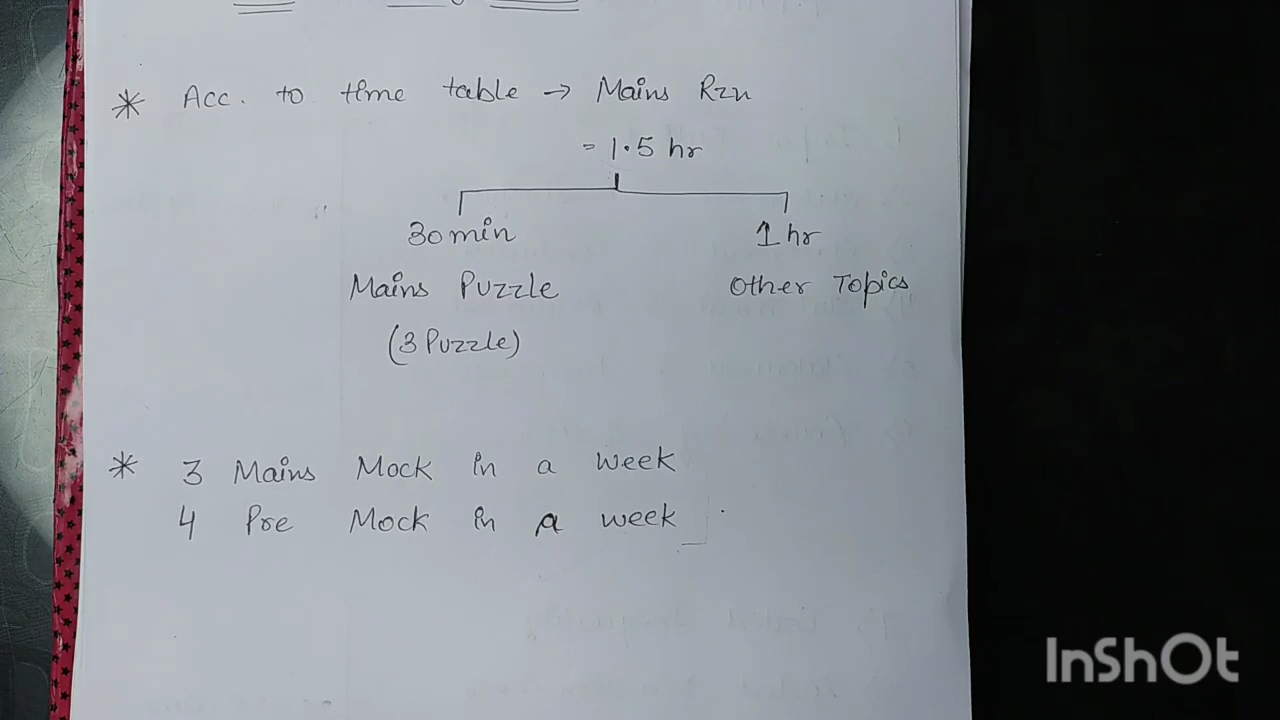 * Acc. to time table → Mains Rzn
= 1.5 hr
30 min 1 hr
Mains Puzzle Other Topics
(3 Puzzle)
* 3 Mains Mock in a week
4 Pre Mock in a week
InShOt